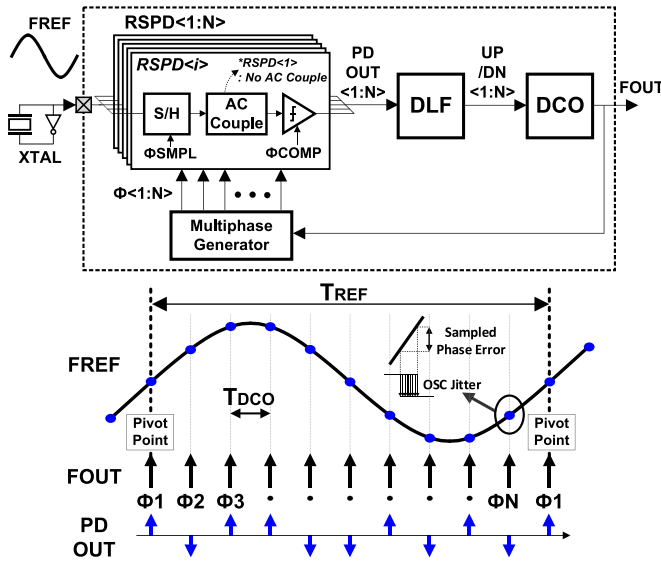 FREF
XTAL
RSPD<1:N>
RSPD<i>
*RSPD<1>
: No AC Couple
S/H
AC
Couple
ΦSMPL
ΦCOMP
Φ<1:N>
Multiphase
Generator
PD
OUT
<1:N>
DLF
UP
/DN
<1:N>
DCO
FOUT
TREF
FREF
TDCO
Sampled
Phase Error
OSC Jitter
Pivot
Point
Pivot
Point
FOUT
Φ1 Φ2 Φ3 ΦN Φ1
PD
OUT